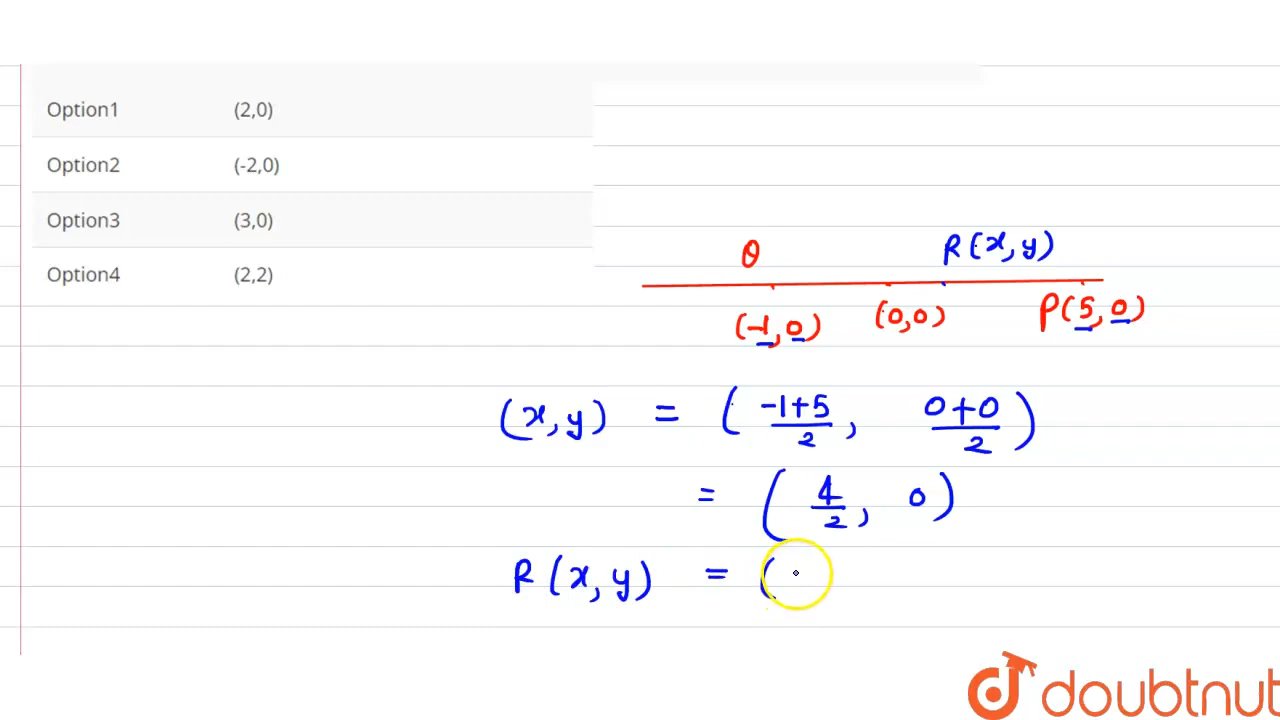 Option1 (2,0)
Option2 (-2,0)
Option3 (3,0)
Option4 (2,2)
Q R(x,y)
(-1,0) (0,0) P(5,0)
(x,y) = (-1+5/2, 0+0/2)
= (4/2, 0)
R(x,y) = (
doubtnut